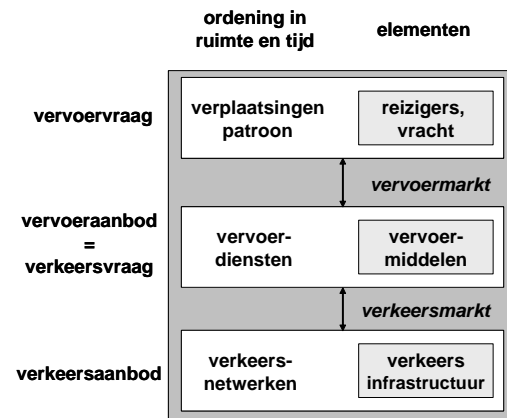 ordening in
ruimte en tijd
elementen
vervoervraag
verplaatsingen
patroon
reizigers,
vracht
vervoermarkt
vervoeraanbod
=
verkeersvraag
vervoer-
diensten
vervoer-
middelen
verkeersmarkt
verkeersaanbod
verkeers-
netwerken
verkeers
infrastructuur